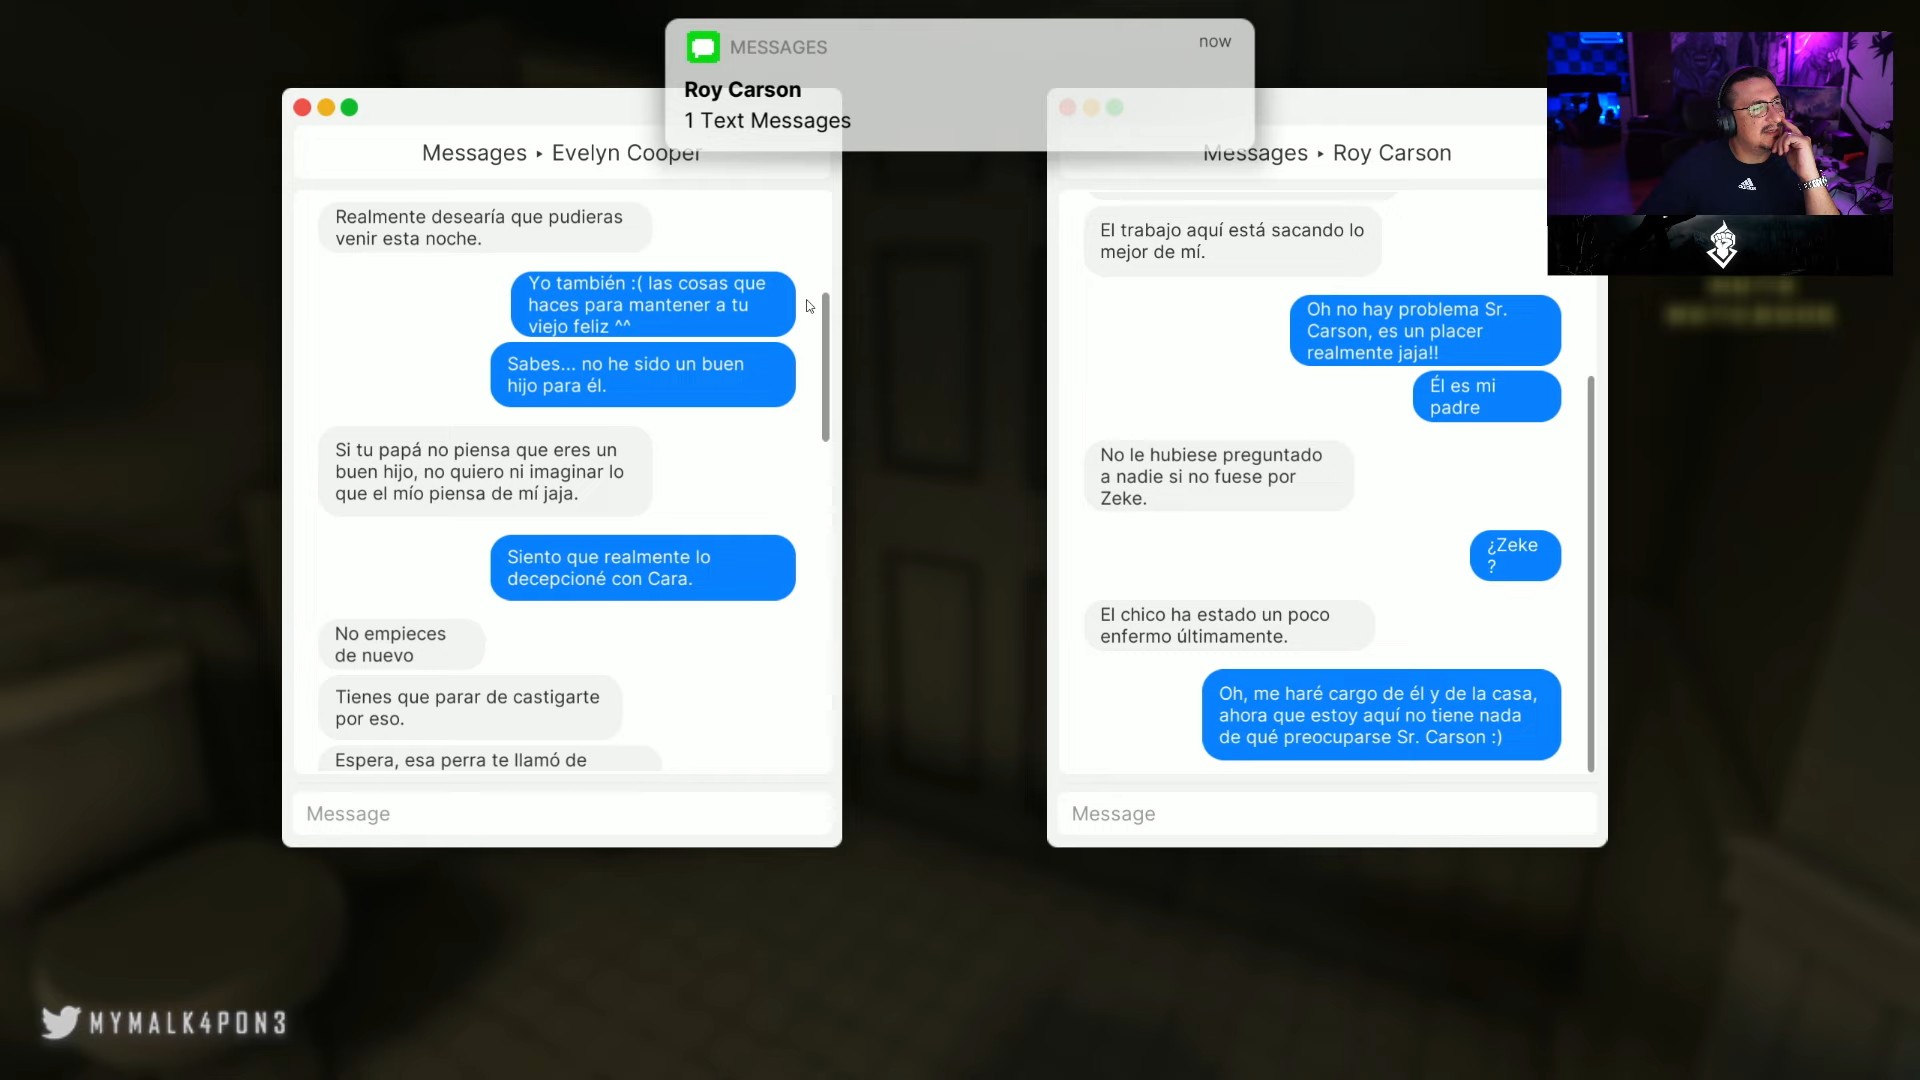 MESSAGES
now
Roy Carson
1 Text Messages
Messages ‣ Evelyn Cooper
Realmente desearía que pudieras
venir esta noche.
Yo también :( las cosas que
haces para mantener a tu
viejo feliz ^^
Sabes... no he sido un buen
hijo para él.
Si tu papá no piensa que eres un
buen hijo, no quiero ni imaginar lo
que el mío piensa de mí jaja.
Siento que realmente lo
decepcioné con Cara.
No empieces
de nuevo
Tienes que parar de castigarte
por eso.
Espera, esa perra te llamó de
Message
Messages ‣ Roy Carson
El trabajo aquí está sacando lo
mejor de mí.
Oh no hay problema Sr.
Carson, es un placer
realmente jaja!!
Él es mi
padre
No le hubiese preguntado
a nadie si no fuese por
Zeke.
¿Zeke
?
El chico ha estado un poco
enfermo últimamente.
Oh, me haré cargo de él y de la casa,
ahora que estoy aquí no tiene nada
de qué preocuparse Sr. Carson :)
Message
adidas
MYMALK4PON3